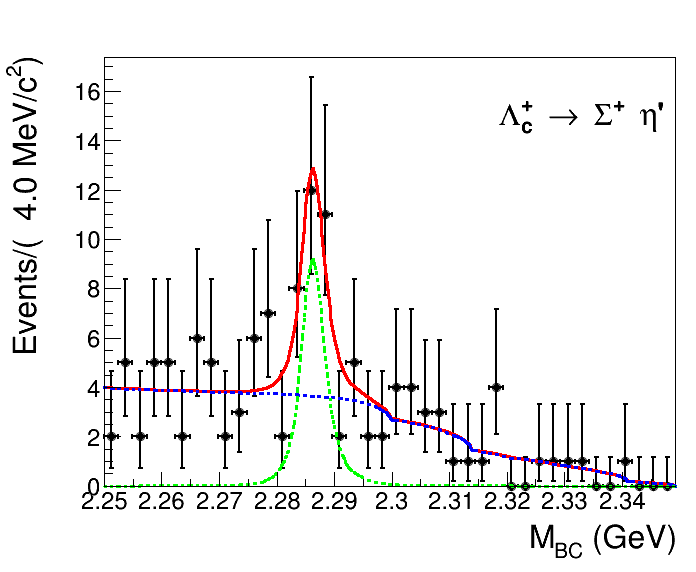 Λc+ → Σ+ η'
Events/( 4.0 MeV/c2)
16
14
12
10
8
6
4
2
0
2.25 2.26 2.27 2.28 2.29 2.3 2.31 2.32 2.33 2.34
MBC (GeV)